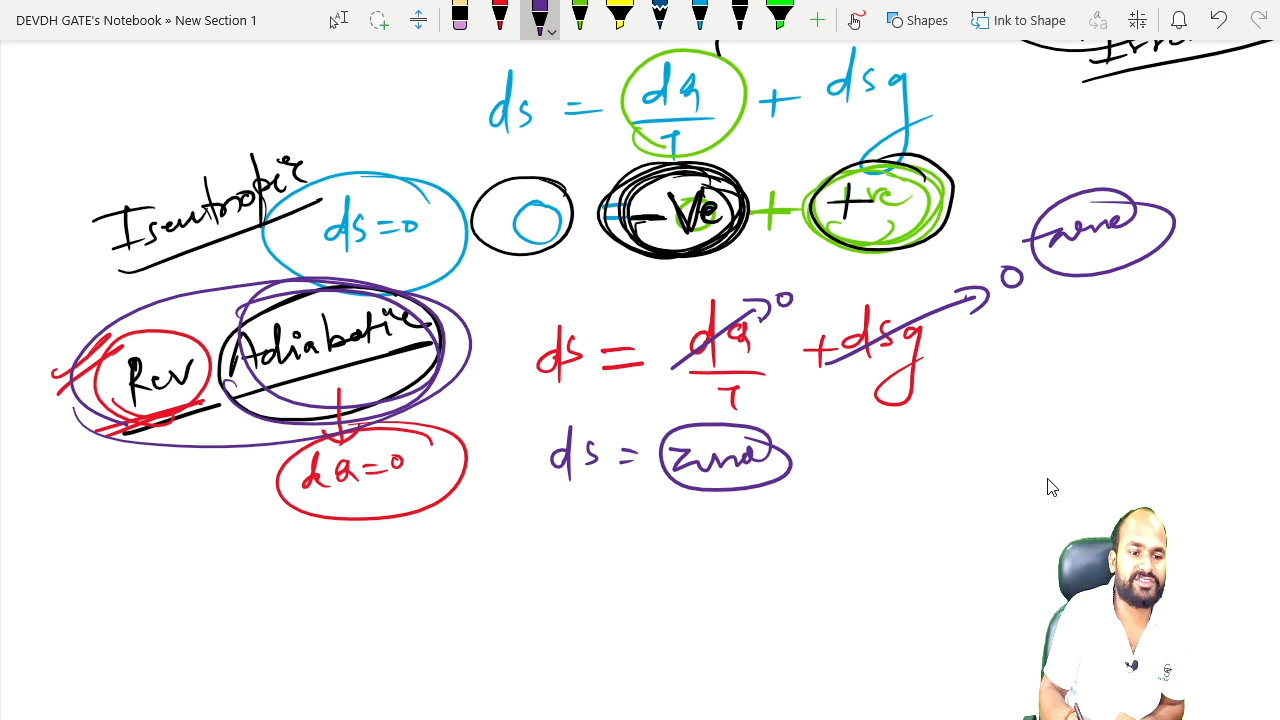 DEVDH GATE's Notebook » New Section 1
Shapes Ink to Shape
ds = dQ/T + dsg
Isentropic ds=0 0 = -Ve + +ve
zero
Rev Adiabatic ds = dQ/T → 0 + dsg → 0
dQ=0 ds = zero